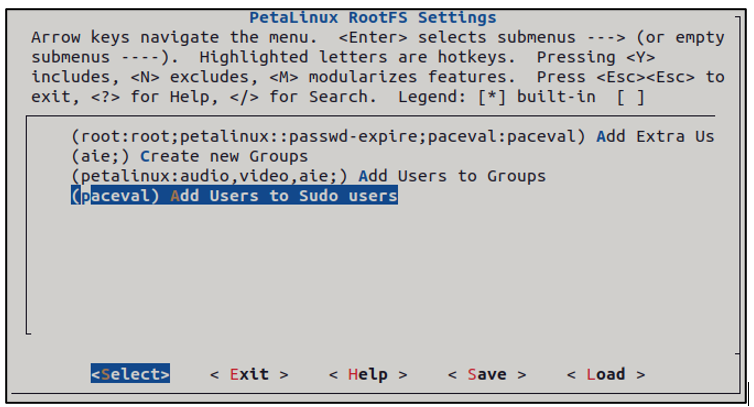 PetaLinux RootFS Settings
Arrow keys navigate the menu.  <Enter> selects submenus ---> (or empty
submenus ----).  Highlighted letters are hotkeys.  Pressing <Y>
includes, <N> excludes, <M> modularizes features.  Press <Esc><Esc> to
exit, <?> for Help, </> for Search.  Legend: [*] built-in  [ ]
(root:root;petalinux::passwd-expire;paceval:paceval) Add Extra Us
(aie;) Create new Groups
(petalinux:audio,video,aie;) Add Users to Groups
(paceval) Add Users to Sudo users
<Select>    < Exit >    < Help >    < Save >    < Load >